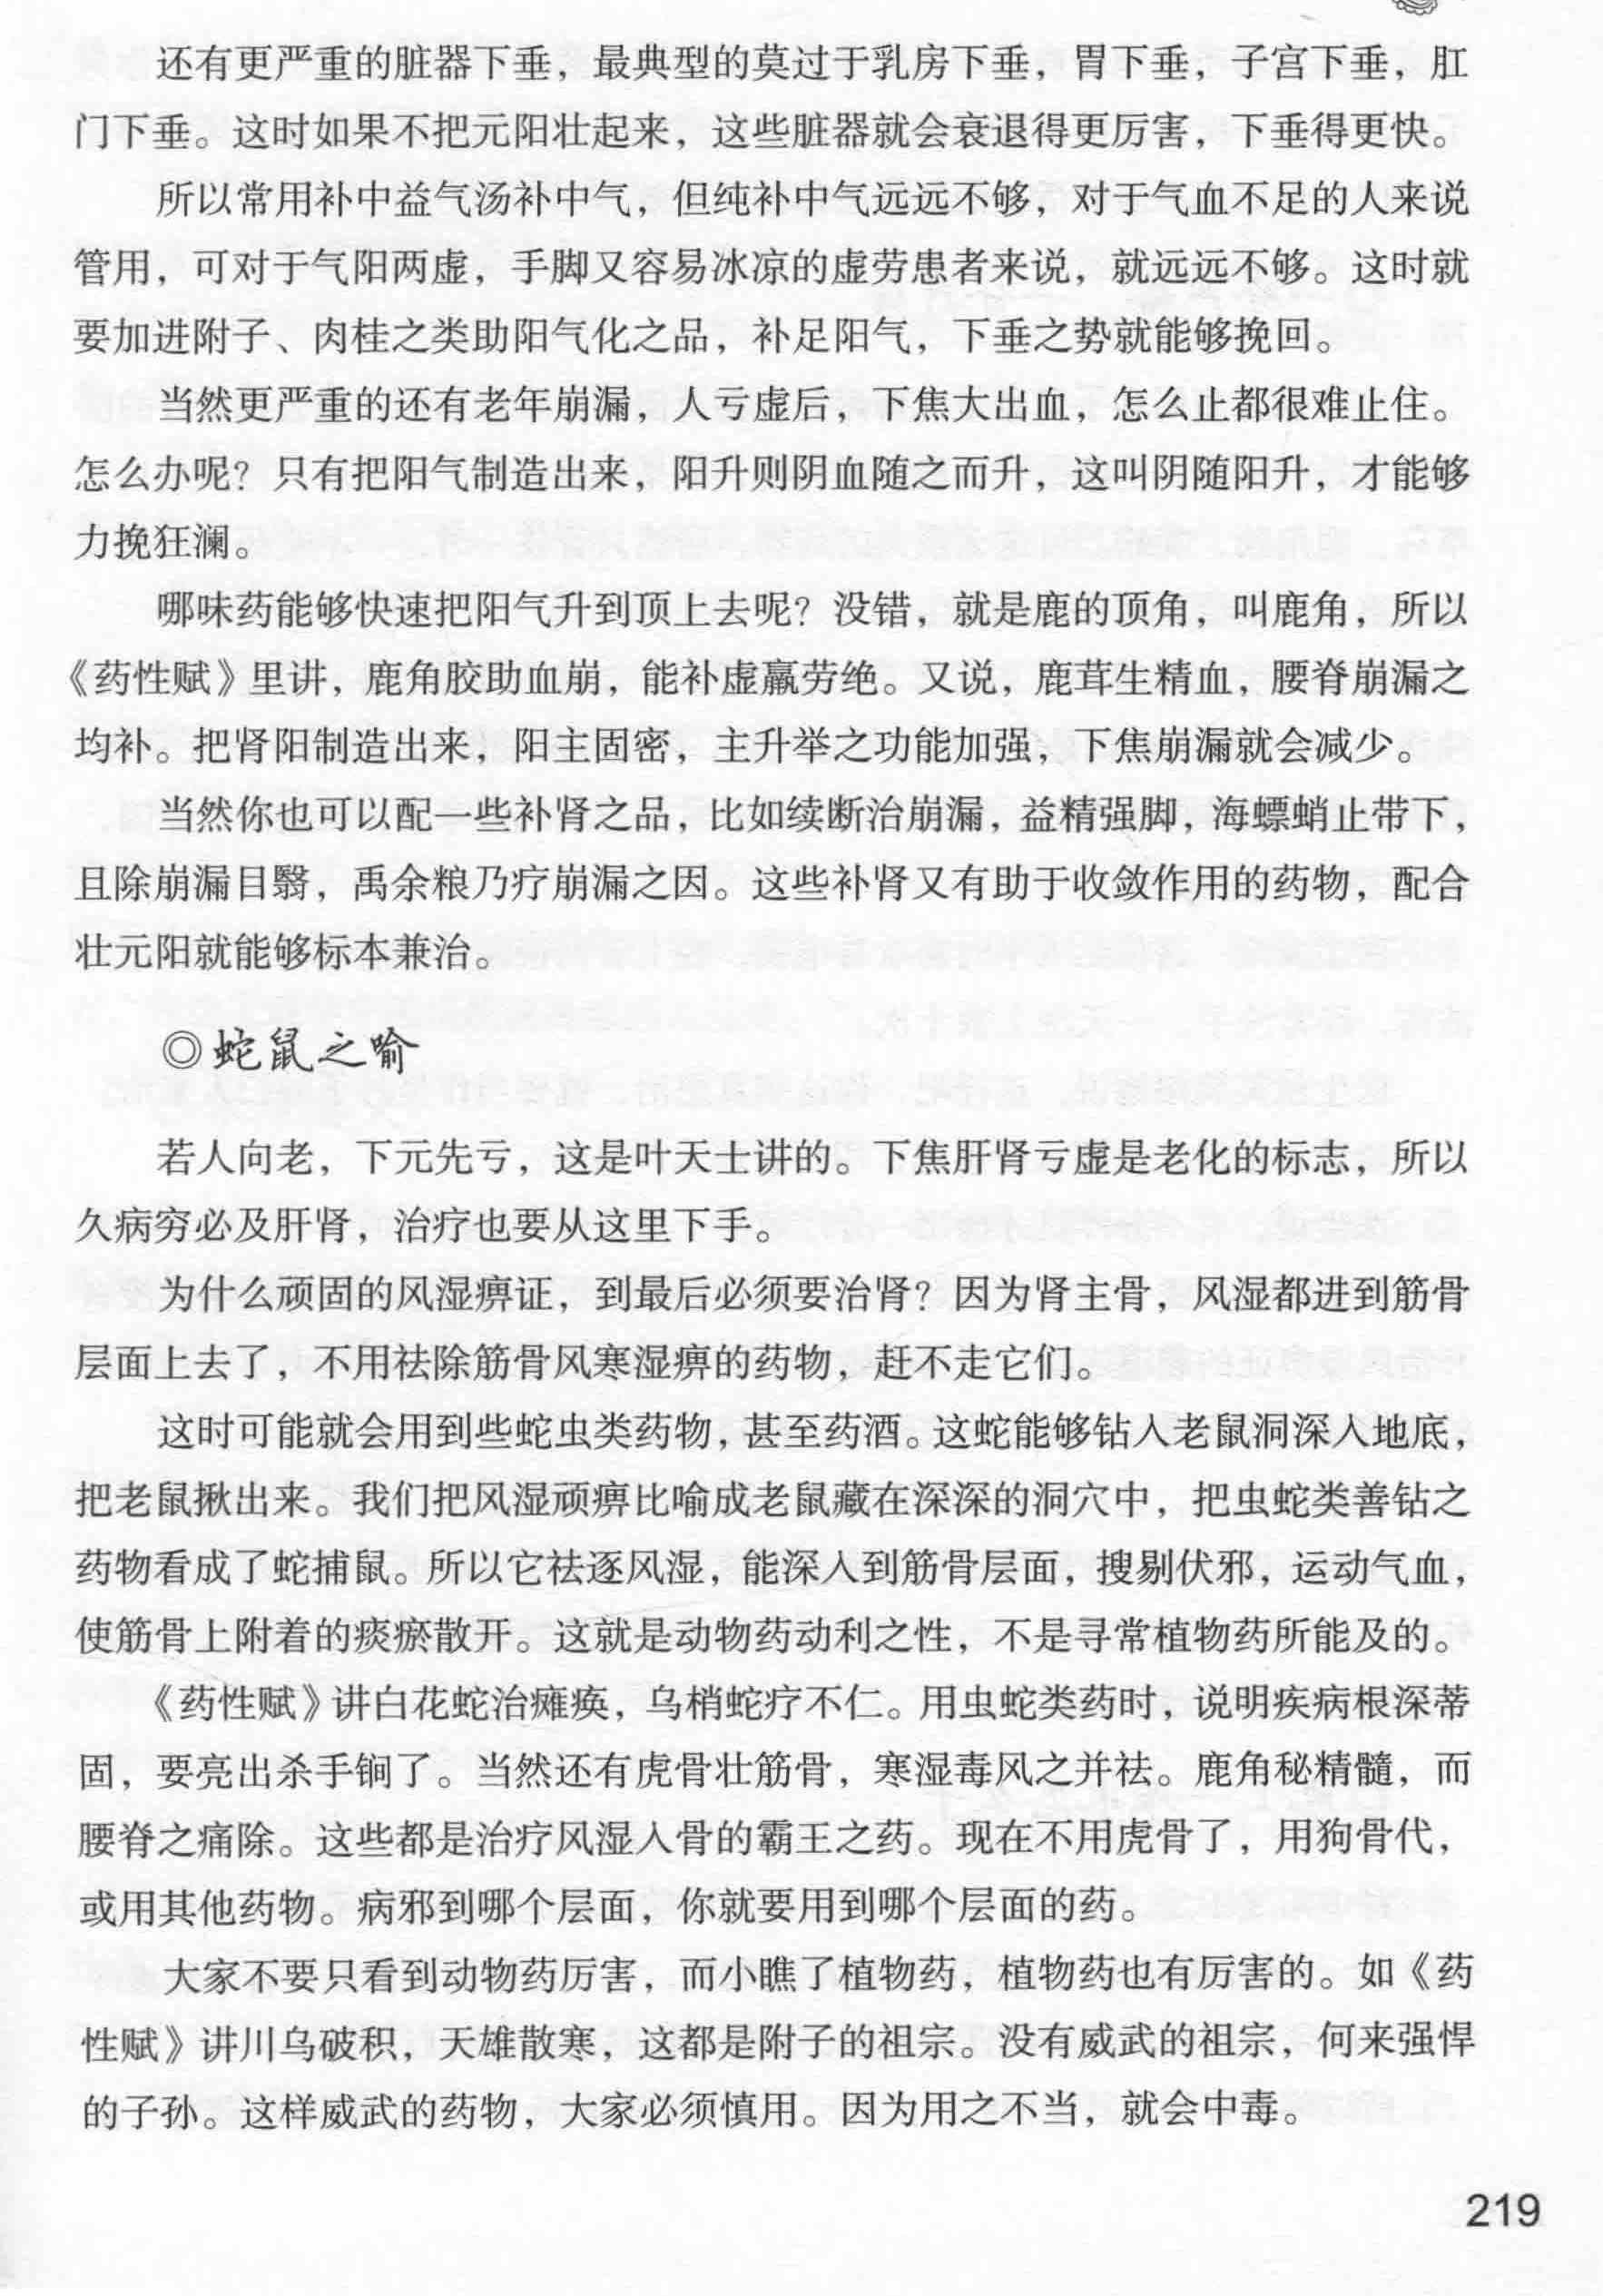 还有更严重的脏器下垂，最典型的莫过于乳房下垂，胃下垂，子宫下垂，肛
门下垂。这时如果不把元阳壮起来，这些脏器就会衰退得更厉害，下垂得更快。
所以常用补中益气汤补中气，但纯补中气远远不够，对于气血不足的人来说
管用，可对于气阳两虚，手脚又容易冰凉的虚劳患者来说，就远远不够。这时就
要加进附子、肉桂之类助阳气化之品，补足阳气，下垂之势就能够挽回。
当然更严重的还有老年崩漏，人亏虚后，下焦大出血，怎么止都很难止住。
怎么办呢？只有把阳气制造出来，阳升则阴血随之而升，这叫阴随阳升，才能够
力挽狂澜。
哪味药能够快速把阳气升到顶上去呢？没错，就是鹿的顶角，叫鹿角，所以
《药性赋》里讲，鹿角胶助血崩，能补虚羸劳绝。又说，鹿茸生精血，腰脊崩漏之
均补。把肾阳制造出来，阳主固密，主升举之功能加强，下焦崩漏就会减少。
当然你也可以配一些补肾之品，比如续断治崩漏，益精强脚，海螵蛸止带下，
且除崩漏目翳，禹余粮乃疗崩漏之因。这些补肾又有助于收敛作用的药物，配合
壮元阳就能够标本兼治。
◎蛇鼠之喻
若人向老，下元先亏，这是叶天士讲的。下焦肝肾亏虚是老化的标志，所以
久病穷必及肝肾，治疗也要从这里下手。
为什么顽固的风湿痹证，到最后必须要治肾？因为肾主骨，风湿都进到筋骨
层面上去了，不用祛除筋骨风寒湿痹的药物，赶不走它们。
这时可能就会用到些蛇虫类药物，甚至药酒。这蛇能够钻入老鼠洞深入地底，
把老鼠揪出来。我们把风湿顽痹比喻成老鼠藏在深深的洞穴中，把虫蛇类善钻之
药物看成了蛇捕鼠。所以它祛逐风湿，能深入到筋骨层面，搜剔伏邪，运动气血，
使筋骨上附着的痰瘀散开。这就是动物药动利之性，不是寻常植物药所能及的。
《药性赋》讲白花蛇治瘫痪，乌梢蛇疗不仁。用虫蛇类药时，说明疾病根深蒂
固，要亮出杀手锏了。当然还有虎骨壮筋骨，寒湿毒风之并祛。鹿角秘精髓，而
腰脊之痛除。这些都是治疗风湿入骨的霸王之药。现在不用虎骨了，用狗骨代，
或用其他药物。病邪到哪个层面，你就要用到哪个层面的药。
大家不要只看到动物药厉害，而小瞧了植物药，植物药也有厉害的。如《药
性赋》讲川乌破积，天雄散寒，这都是附子的祖宗。没有威武的祖宗，何来强悍
的子孙。这样威武的药物，大家必须慎用。因为用之不当，就会中毒。
219